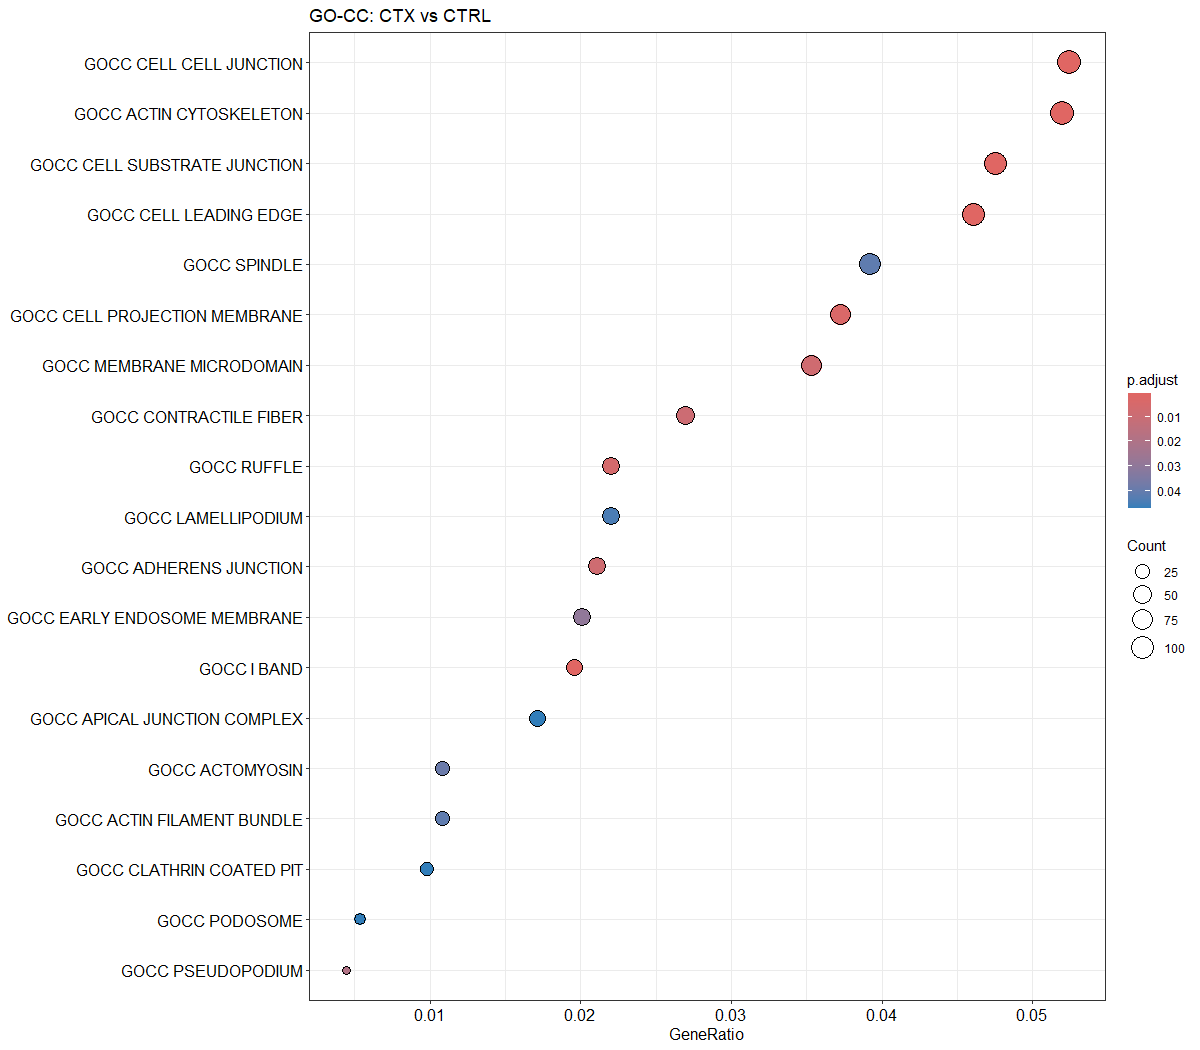 GO-CC: CTX vs CTRL
GOCC CELL CELL JUNCTION
GOCC ACTIN CYTOSKELETON
GOCC CELL SUBSTRATE JUNCTION
GOCC CELL LEADING EDGE
GOCC SPINDLE
GOCC CELL PROJECTION MEMBRANE
GOCC MEMBRANE MICRODOMAIN
GOCC CONTRACTILE FIBER
GOCC RUFFLE
GOCC LAMELLIPODIUM
GOCC ADHERENS JUNCTION
GOCC EARLY ENDOSOME MEMBRANE
GOCC I BAND
GOCC APICAL JUNCTION COMPLEX
GOCC ACTOMYOSIN
GOCC ACTIN FILAMENT BUNDLE
GOCC CLATHRIN COATED PIT
GOCC PODOSOME
GOCC PSEUDOPODIUM
0.01 0.02 0.03 0.04 0.05
GeneRatio
p.adjust
0.01
0.02
0.03
0.04
Count
25
50
75
100